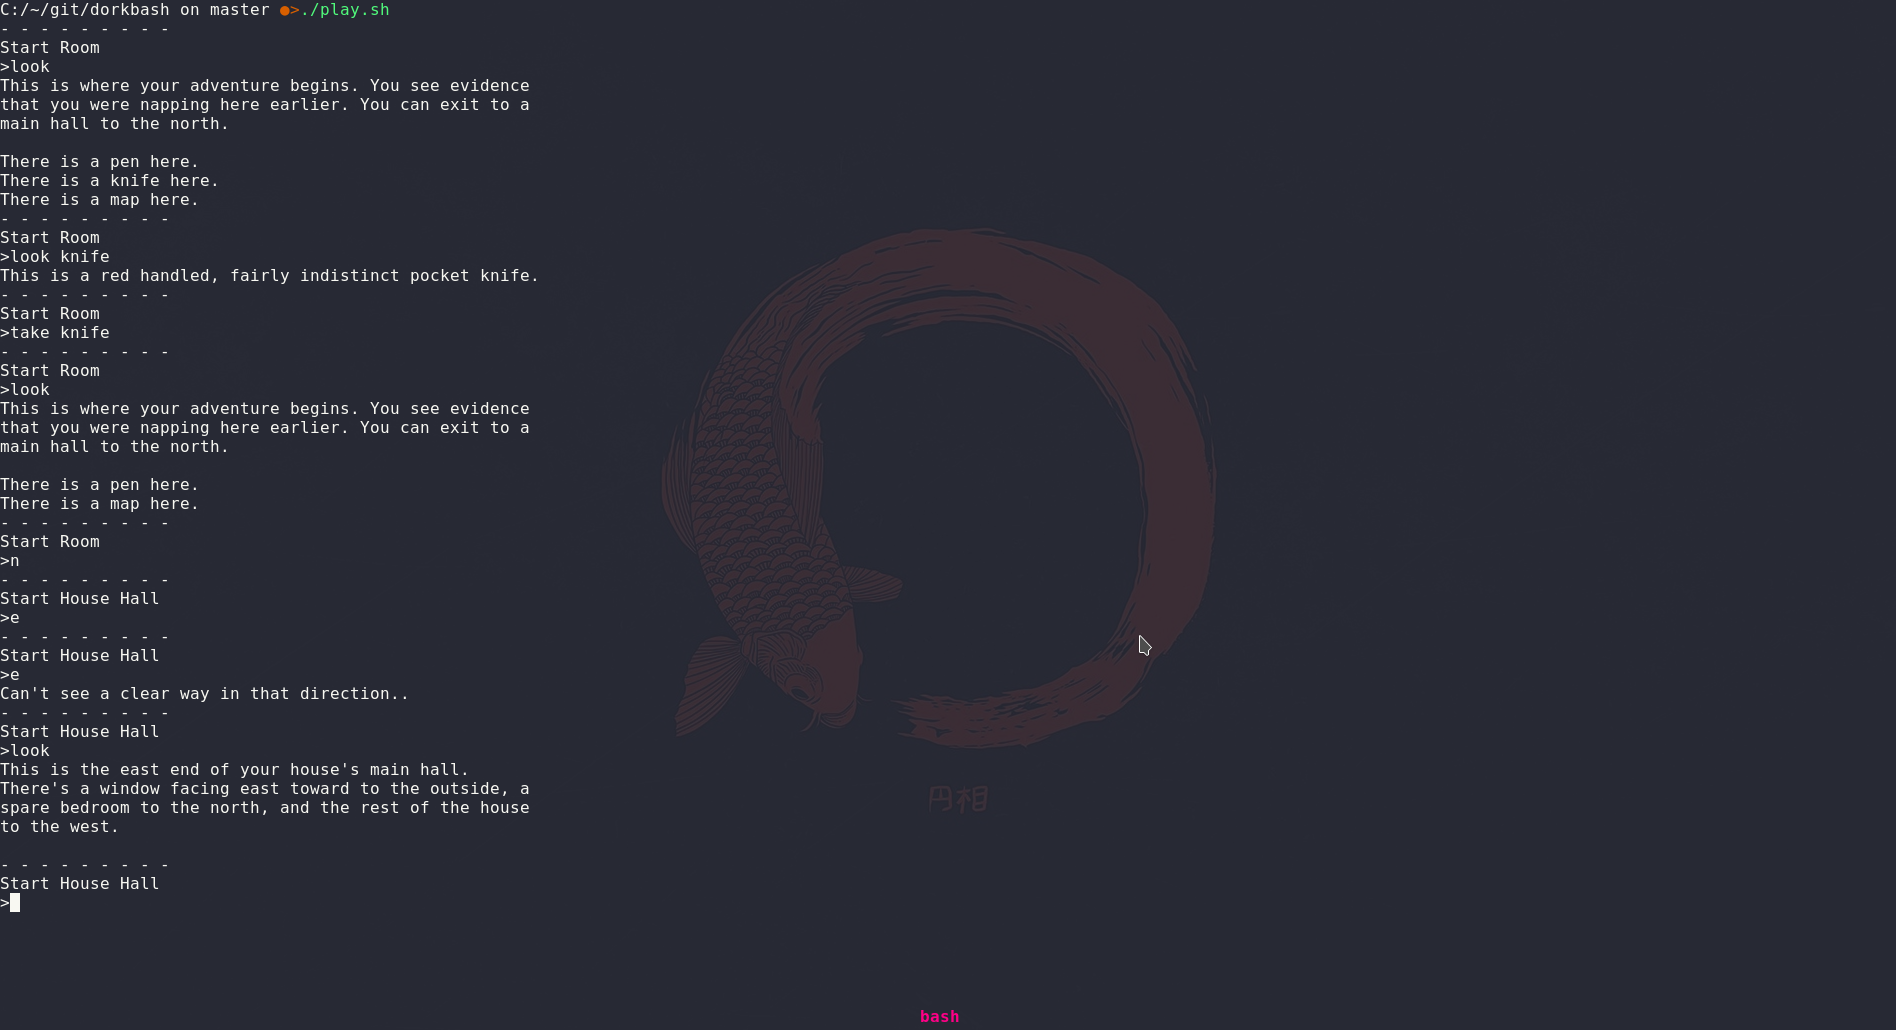 C:/~/git/dorkbash on master ●>./play.sh
- - - - - - - - -
Start Room
>look
This is where your adventure begins. You see evidence
that you were napping here earlier. You can exit to a
main hall to the north.
There is a pen here.
There is a knife here.
There is a map here.
- - - - - - - - -
Start Room
>look knife
This is a red handled, fairly indistinct pocket knife.
- - - - - - - - -
Start Room
>take knife
- - - - - - - - -
Start Room
>look
This is where your adventure begins. You see evidence
that you were napping here earlier. You can exit to a
main hall to the north.
There is a pen here.
There is a map here.
- - - - - - - - -
Start Room
>n
- - - - - - - - -
Start House Hall
>e
- - - - - - - - -
Start House Hall
>e
Can't see a clear way in that direction..
- - - - - - - - -
Start House Hall
>look
This is the east end of your house's main hall.
There's a window facing east toward to the outside, a
spare bedroom to the north, and the rest of the house
to the west.
- - - - - - - - -
Start House Hall
>
円相
bash